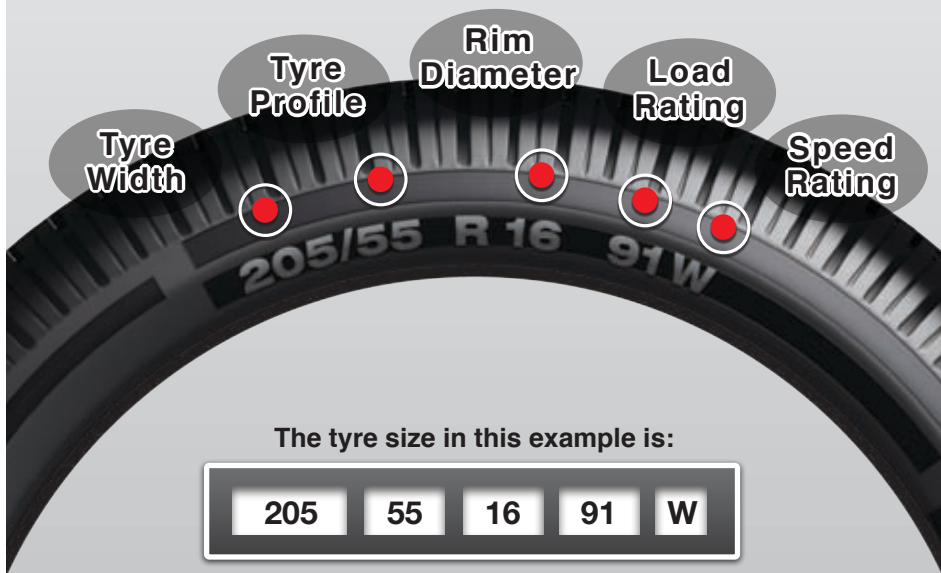 Tyre
Width
Tyre
Profile
Rim
Diameter
Load
Rating
Speed
Rating
205/55 R 16 91 W
The tyre size in this example is:
205 55 16 91 W